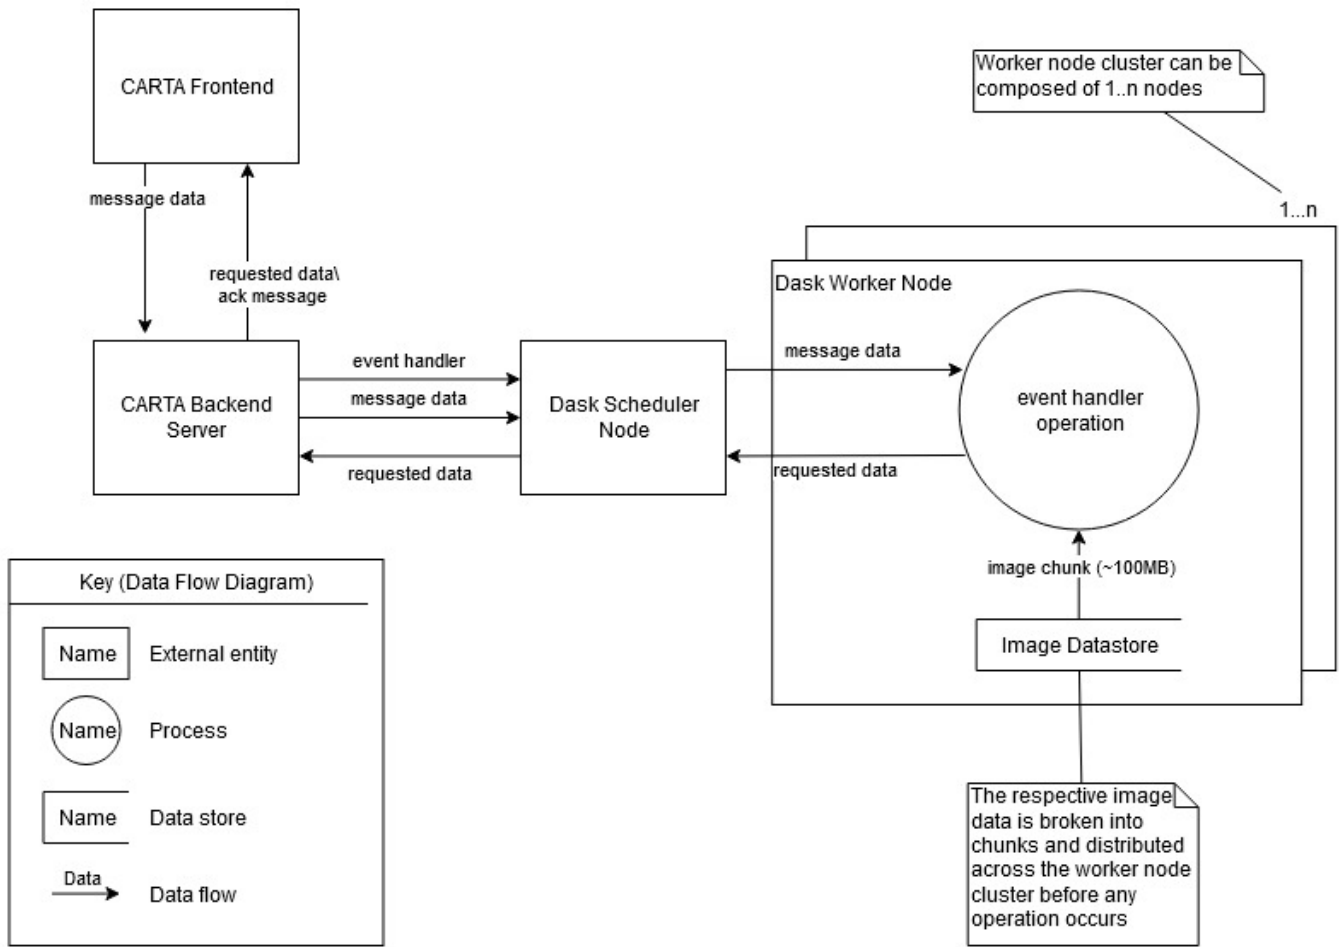 CARTA Frontend
Worker node cluster can be
composed of 1..n nodes
message data
1...n
requested data\
ack message
Dask Worker Node
CARTA Backend
Server
event handler
message data
requested data
Dask Scheduler
Node
message data
requested data
event handler
operation
image chunk (~100MB)
Image Datastore
The respective image
data is broken into
chunks and distributed
across the worker node
cluster before any
operation occurs
Key (Data Flow Diagram)
Name
External entity
Name
Process
Name
Data store
Data
Data flow